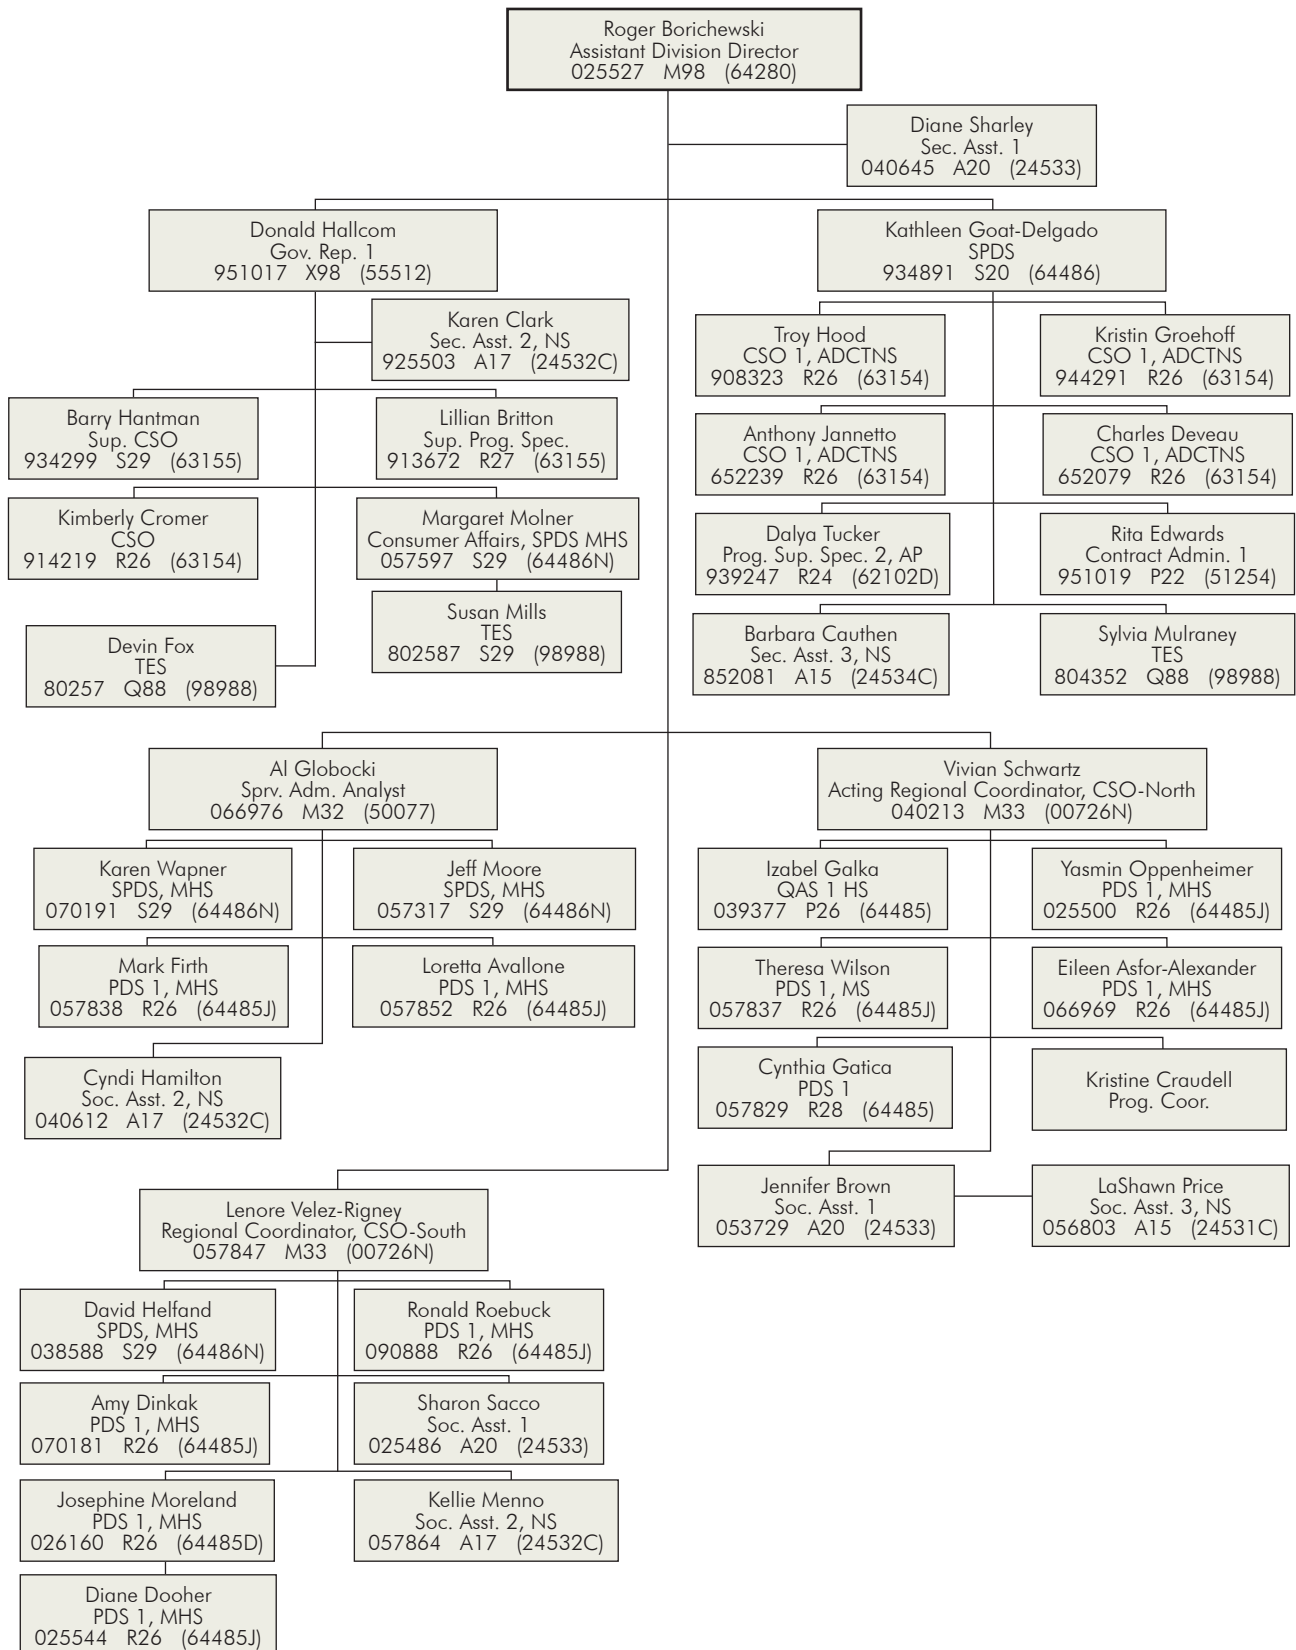 Roger Borichewski
Assistant Division Director
025527 M98 (64280)
Diane Sharley
Sec. Asst. 1
040645 A20 (24533)
Donald Hallcom
Gov. Rep. 1
951017 X98 (55512)
Kathleen Goat-Delgado
SPDS
934891 S20 (64486)
Karen Clark
Sec. Asst. 2, NS
925503 A17 (24532C)
Barry Hantman
Sup. CSO
934299 S29 (63155)
Lillian Britton
Sup. Prog. Spec.
913672 R27 (63155)
Kimberly Cromer
CSO
914219 R26 (63154)
Margaret Molner
Consumer Affairs, SPDS MHS
057597 S29 (64486N)
Susan Mills
TES
802587 S29 (98988)
Devin Fox
TES
80257 Q88 (98988)
Troy Hood
CSO 1, ADCTNS
908323 R26 (63154)
Kristin Groehoff
CSO 1, ADCTNS
944291 R26 (63154)
Anthony Jannetto
CSO 1, ADCTNS
652239 R26 (63154)
Charles Deveau
CSO 1, ADCTNS
652079 R26 (63154)
Dalya Tucker
Prog. Sup. Spec. 2, AP
939247 R24 (62102D)
Rita Edwards
Contract Admin. 1
951019 P22 (51254)
Barbara Cauthen
Sec. Asst. 3, NS
852081 A15 (24534C)
Sylvia Mulraney
TES
804352 Q88 (98988)
Al Globocki
Sprv. Adm. Analyst
066976 M32 (50077)
Vivian Schwartz
Acting Regional Coordinator, CSO-North
040213 M33 (00726N)
Karen Wapner
SPDS, MHS
070191 S29 (64486N)
Jeff Moore
SPDS, MHS
057317 S29 (64486N)
Mark Firth
PDS 1, MHS
057838 R26 (64485J)
Loretta Avallone
PDS 1, MHS
057852 R26 (64485J)
Cyndi Hamilton
Soc. Asst. 2, NS
040612 A17 (24532C)
Izabel Galka
QAS 1 HS
039377 P26 (64485)
Yasmin Oppenheimer
PDS 1, MHS
025500 R26 (64485J)
Theresa Wilson
PDS 1, MS
057837 R26 (64485J)
Eileen Asfor-Alexander
PDS 1, MHS
066969 R26 (64485J)
Cynthia Gatica
PDS 1
057829 R28 (64485)
Kristine Craudell
Prog. Coor.
Jennifer Brown
Soc. Asst. 1
053729 A20 (24533)
LaShawn Price
Soc. Asst. 3, NS
056803 A15 (24531C)
Lenore Velez-Rigney
Regional Coordinator, CSO-South
057847 M33 (00726N)
David Helfand
SPDS, MHS
038588 S29 (64486N)
Ronald Roebuck
PDS 1, MHS
090888 R26 (64485J)
Amy Dinkak
PDS 1, MHS
070181 R26 (64485J)
Sharon Sacco
Soc. Asst. 1
025486 A20 (24533)
Josephine Moreland
PDS 1, MHS
026160 R26 (64485D)
Kellie Menno
Soc. Asst. 2, NS
057864 A17 (24532C)
Diane Dooher
PDS 1, MHS
025544 R26 (64485J)